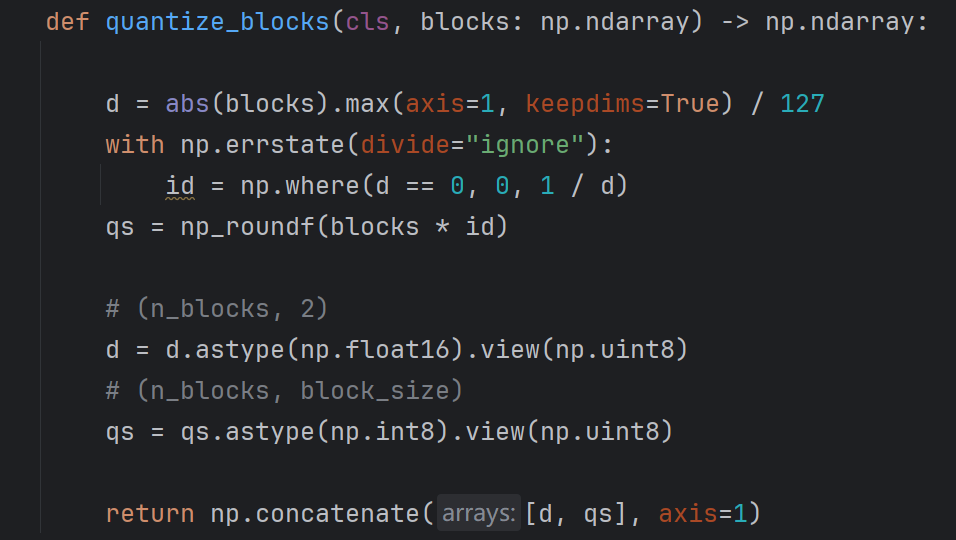 def quantize_blocks(cls, blocks: np.ndarray) -> np.ndarray:
d = abs(blocks).max(axis=1, keepdims=True) / 127
with np.errstate(divide="ignore"):
id = np.where(d == 0, 0, 1 / d)
qs = np_roundf(blocks * id)
# (n_blocks, 2)
d = d.astype(np.float16).view(np.uint8)
# (n_blocks, block_size)
qs = qs.astype(np.int8).view(np.uint8)
return np.concatenate(arrays: [d, qs], axis=1)